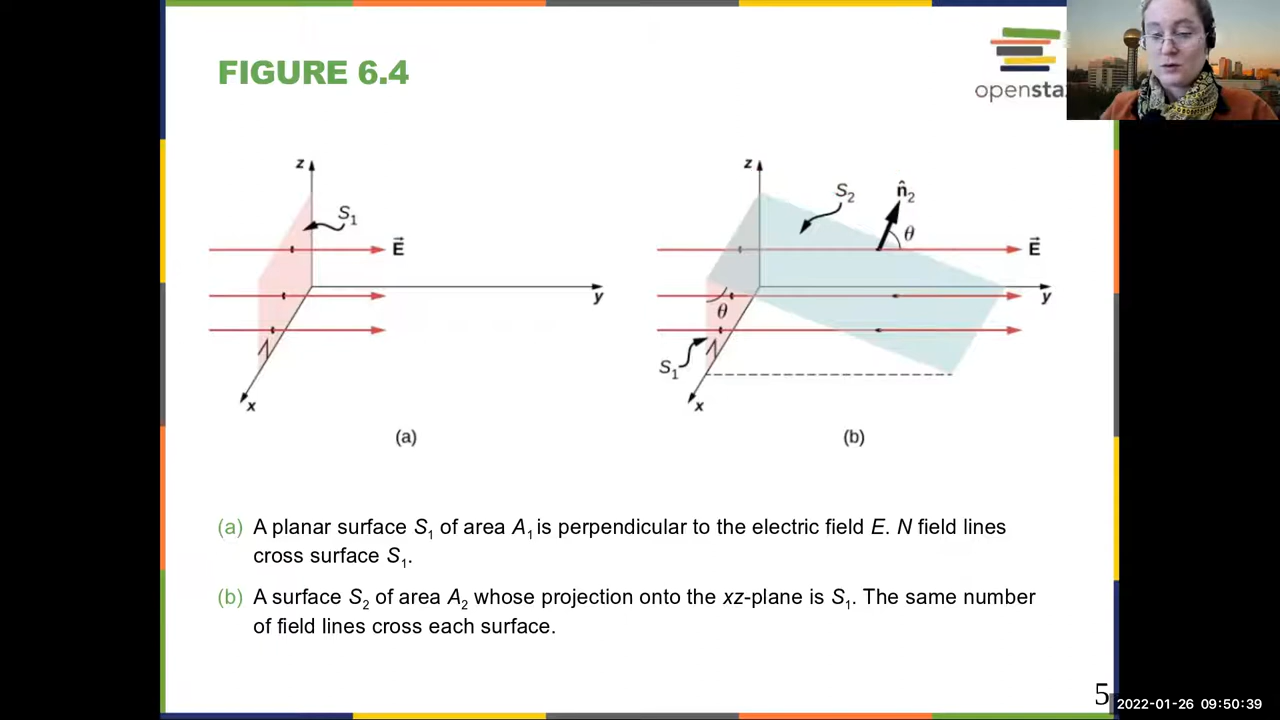 FIGURE 6.4
openstax
z
S1
E
y
x
(a)
z
S2
n̂2
θ
E
y
θ
S1
x
(b)
(a) A planar surface S1 of area A1 is perpendicular to the electric field E. N field lines
cross surface S1.
(b) A surface S2 of area A2 whose projection onto the xz-plane is S1. The same number
of field lines cross each surface.
5
2022-01-26 09:50:39